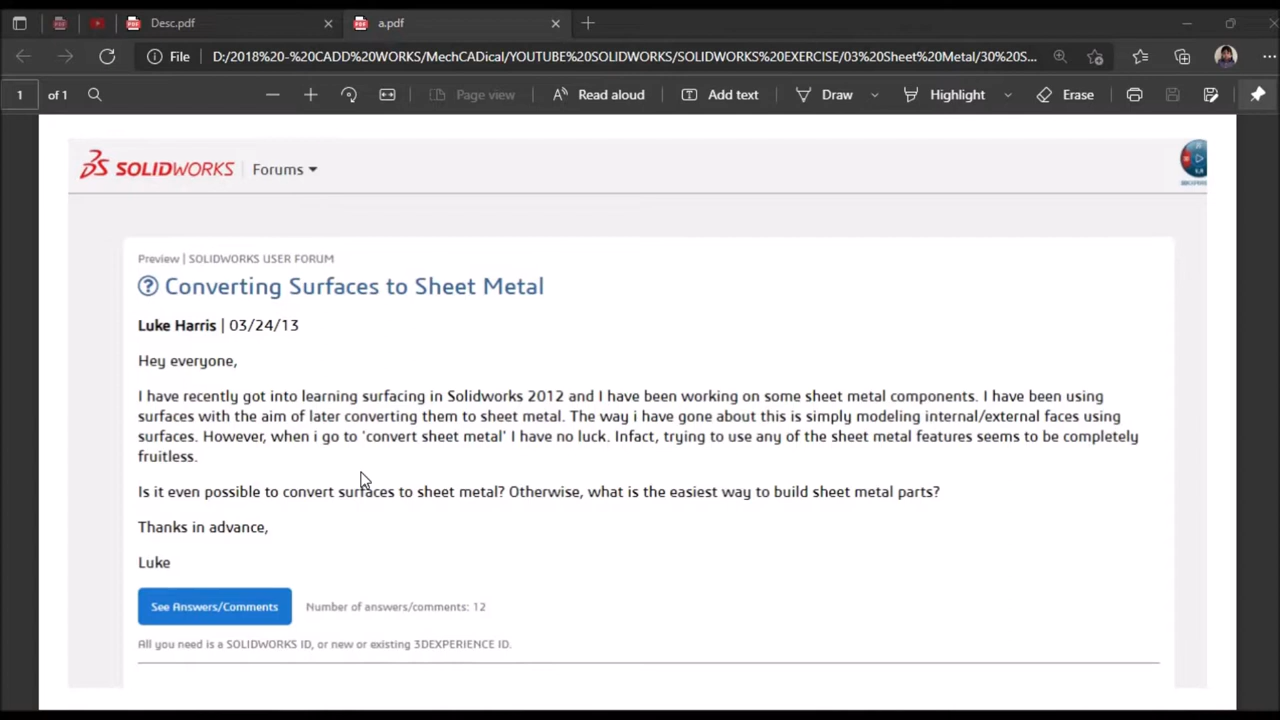 Desc.pdf
a.pdf
File
D:/2018%20-%20CADD%20WORKS/MechCADical/YOUTUBE%20SOLIDWORKS/SOLIDWORKS%20EXERCISE/03%20Sheet%20Metal/30%20S...
1 of 1
Page view
Read aloud
Add text
Draw
Highlight
Erase
SOLIDWORKS
Forums
Preview | SOLIDWORKS USER FORUM
Converting Surfaces to Sheet Metal
Luke Harris | 03/24/13
Hey everyone,
I have recently got into learning surfacing in Solidworks 2012 and I have been working on some sheet metal components. I have been using
surfaces with the aim of later converting them to sheet metal. The way i have gone about this is simply modeling internal/external faces using
surfaces. However, when i go to 'convert sheet metal' I have no luck. Infact, trying to use any of the sheet metal features seems to be completely
fruitless.
Is it even possible to convert surfaces to sheet metal? Otherwise, what is the easiest way to build sheet metal parts?
Thanks in advance,
Luke
See Answers/Comments
Number of answers/comments: 12
All you need is a SOLIDWORKS ID, or new or existing 3DEXPERIENCE ID.